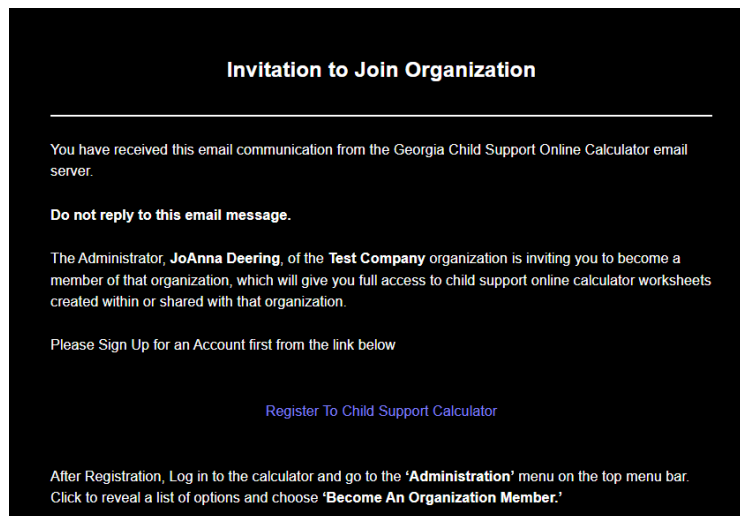 Invitation to Join Organization
You have received this email communication from the Georgia Child Support Online Calculator email
server.
Do not reply to this email message.
The Administrator, JoAnna Deering, of the Test Company organization is inviting you to become a
member of that organization, which will give you full access to child support online calculator worksheets
created within or shared with that organization.
Please Sign Up for an Account first from the link below
Register To Child Support Calculator
After Registration, Log in to the calculator and go to the ‘Administration’ menu on the top menu bar.
Click to reveal a list of options and choose ‘Become An Organization Member.’